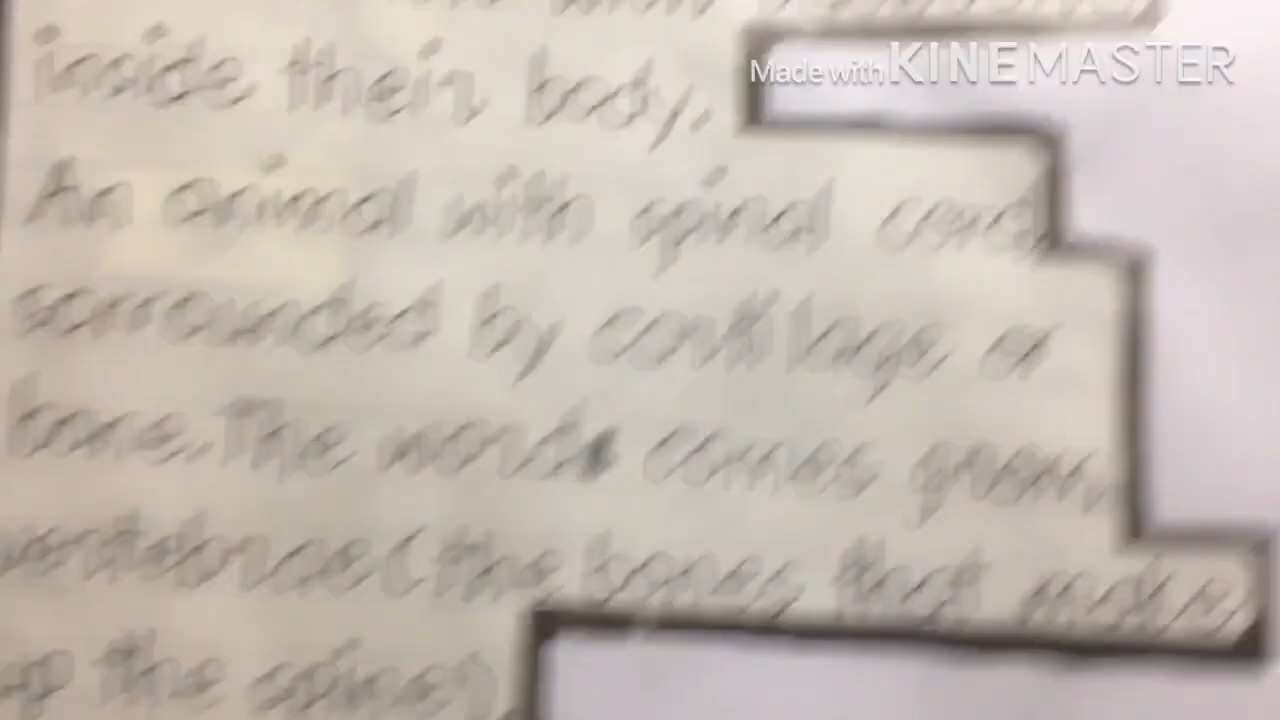 inside their body.
Made with KINEMASTER
An animal with spinal cord
sorrounded by cartilage or
bone. The words comes from
vertebrae (the bones that make
up the spine)